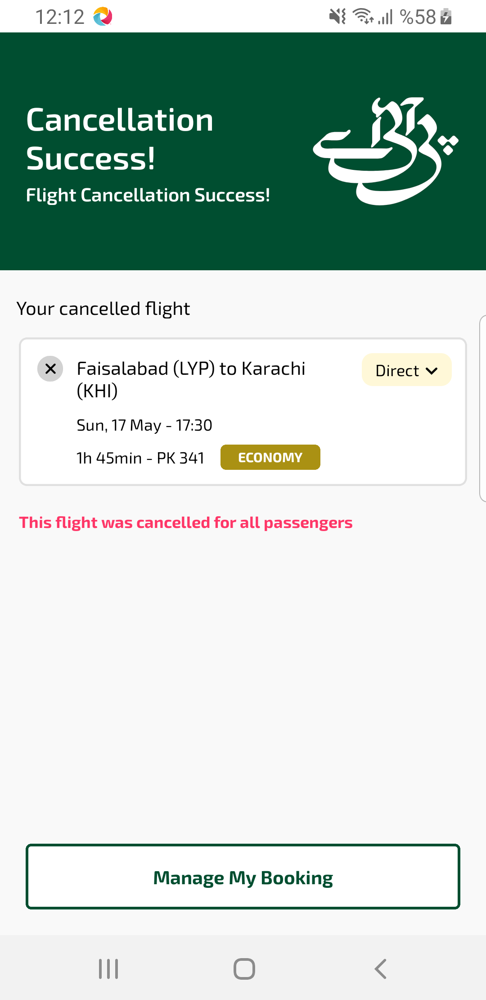 12:12
%58
Cancellation
Success!
Flight Cancellation Success!
پی آئی اے
Your cancelled flight
Faisalabad (LYP) to Karachi
(KHI)
Direct
Sun, 17 May - 17:30
1h 45min - PK 341
ECONOMY
This flight was cancelled for all passengers
Manage My Booking